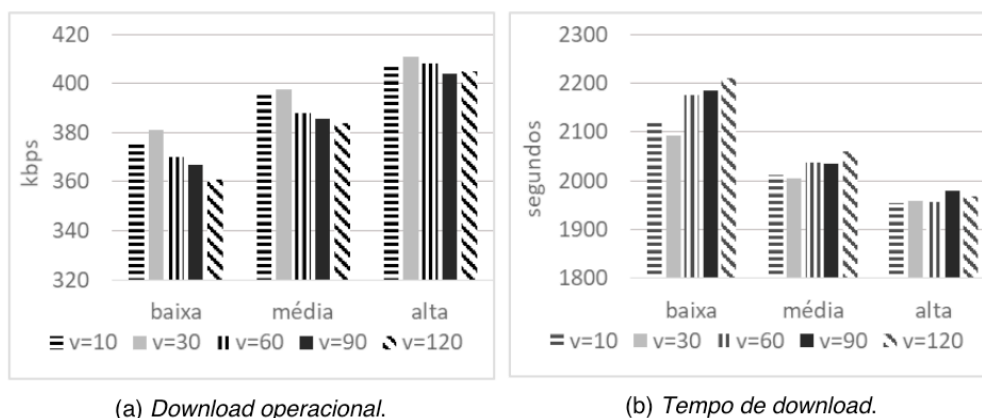 420
400
380
360
340
320
kbps
baixa média alta
v=10 v=30 v=60 v=90 v=120
(a) Download operacional.
2300
2200
2100
2000
1900
1800
segundos
baixa média alta
v=10 v=30 v=60 v=90 v=120
(b) Tempo de download.